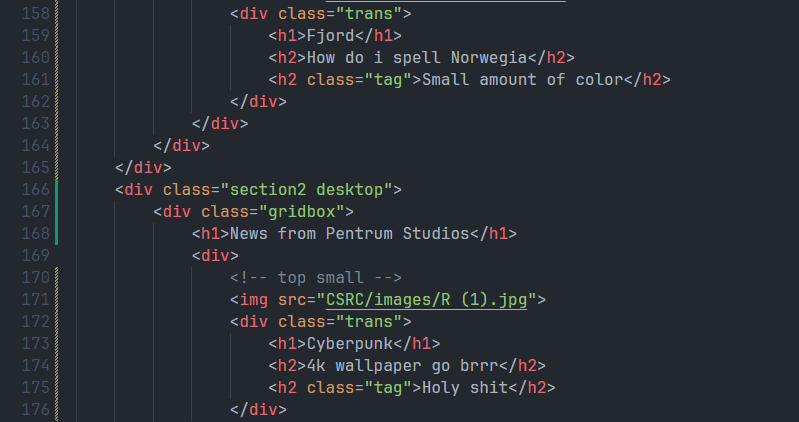 158 <div class="trans">
159 <h1>Fjord</h1>
160 <h2>How do i spell Norwegia</h2>
161 <h2 class="tag">Small amount of color</h2>
162 </div>
163 </div>
164 </div>
165 </div>
166 <div class="section2 desktop">
167 <div class="gridbox">
168 <h1>News from Pentrum Studios</h1>
169 <div>
170 <!-- top small -->
171 <img src="CSRC/images/R (1).jpg">
172 <div class="trans">
173 <h1>Cyberpunk</h1>
174 <h2>4k wallpaper go brrr</h2>
175 <h2 class="tag">Holy shit</h2>
176 </div>